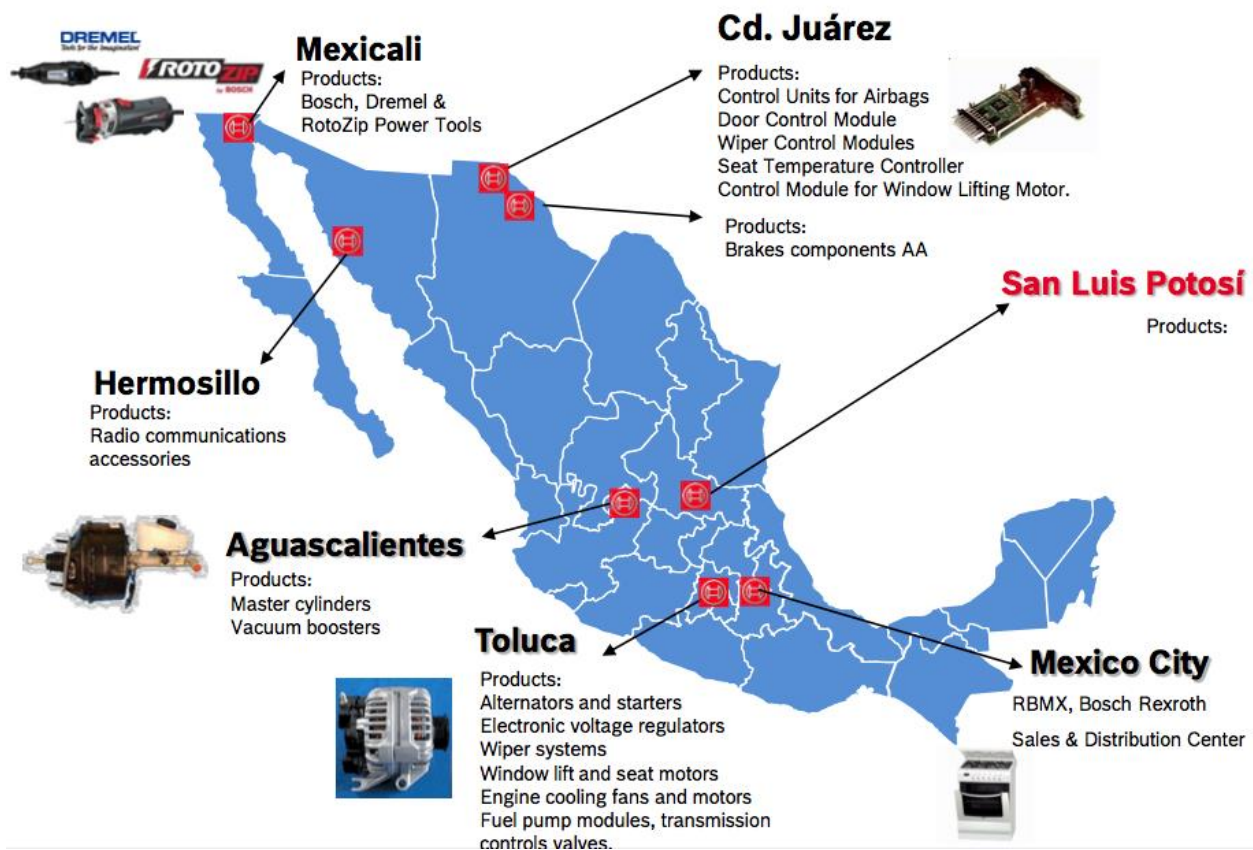 DREMEL
Tools for the Imagination!
ROTOZIP
by BOSCH
Mexicali
Products:
Bosch, Dremel &
RotoZip Power Tools
Cd. Juárez
Products:
Control Units for Airbags
Door Control Module
Wiper Control Modules
Seat Temperature Controller
Control Module for Window Lifting Motor.
Products:
Brakes components AA
San Luis Potosí
Products:
Hermosillo
Products:
Radio communications
accessories
Aguascalientes
Products:
Master cylinders
Vacuum boosters
Toluca
Products:
Alternators and starters
Electronic voltage regulators
Wiper systems
Window lift and seat motors
Engine cooling fans and motors
Fuel pump modules, transmission
controls valves.
Mexico City
RBMX, Bosch Rexroth
Sales & Distribution Center